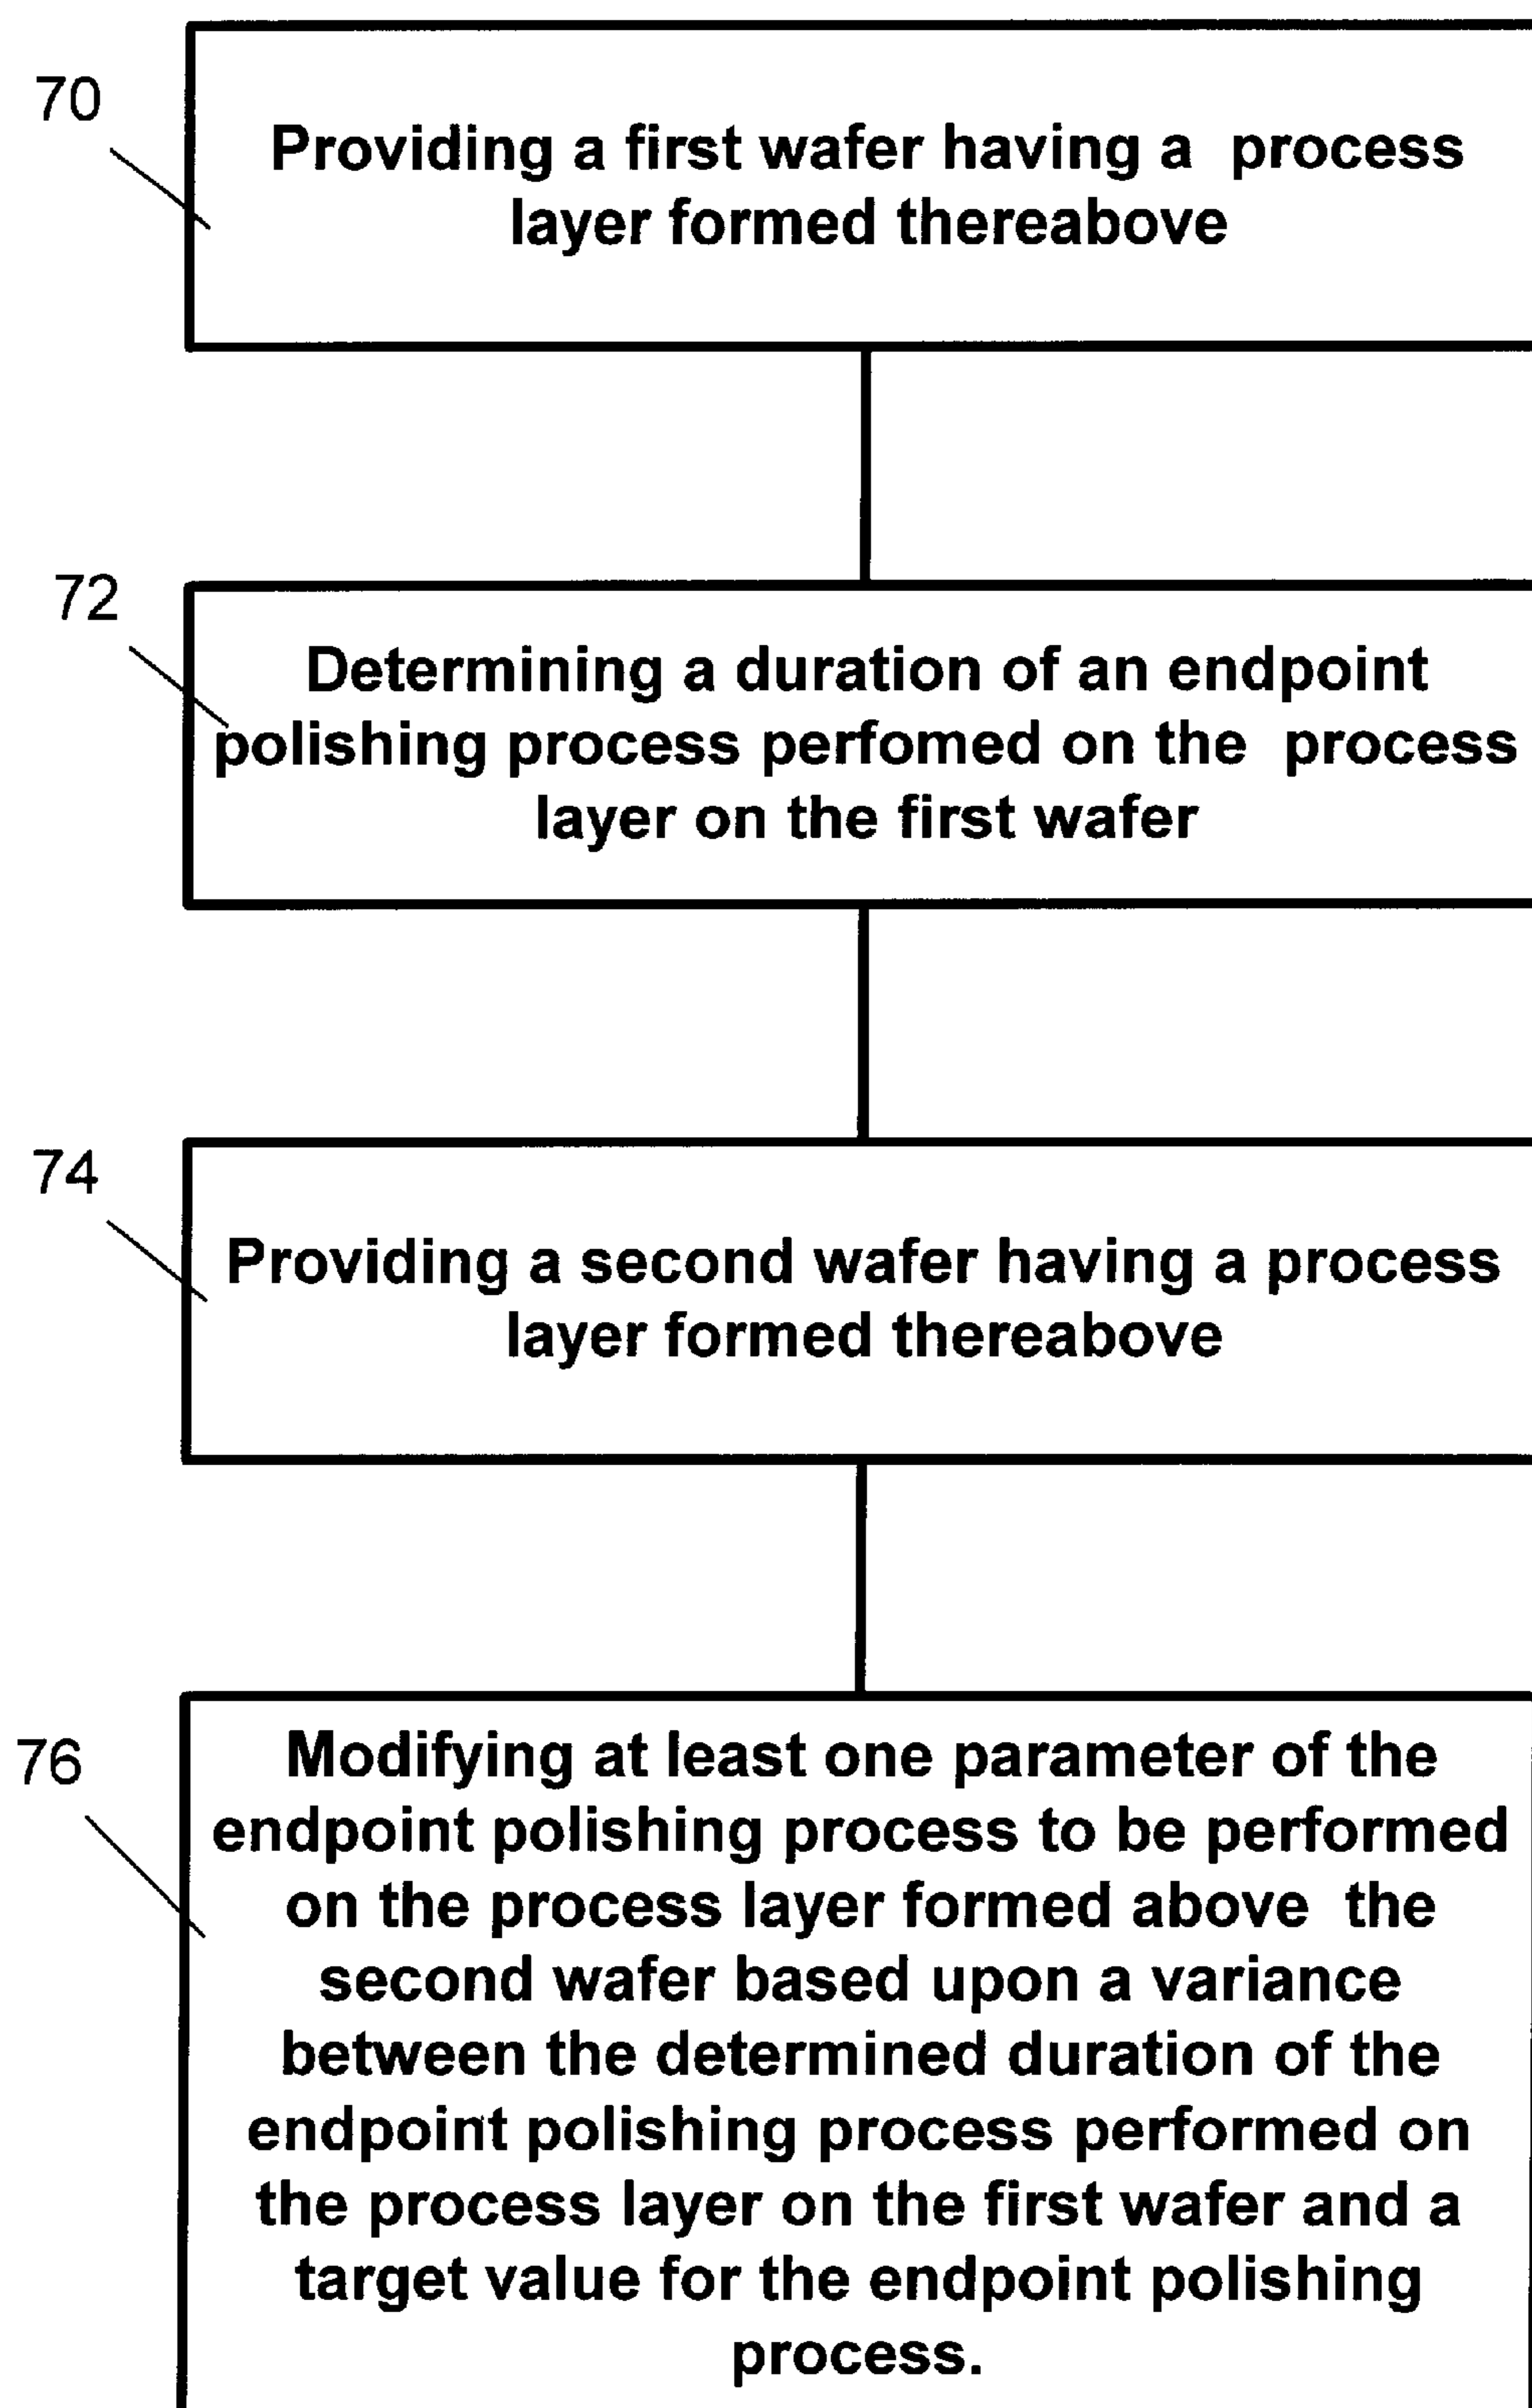 70
Providing a first wafer having a process
layer formed thereabove
72
Determining a duration of an endpoint
polishing process perfomed on the process
layer on the first wafer
74
Providing a second wafer having a process
layer formed thereabove
76
Modifying at least one parameter of the
endpoint polishing process to be performed
on the process layer formed above the
second wafer based upon a variance
between the determined duration of the
endpoint polishing process performed on
the process layer on the first wafer and a
target value for the endpoint polishing
process.